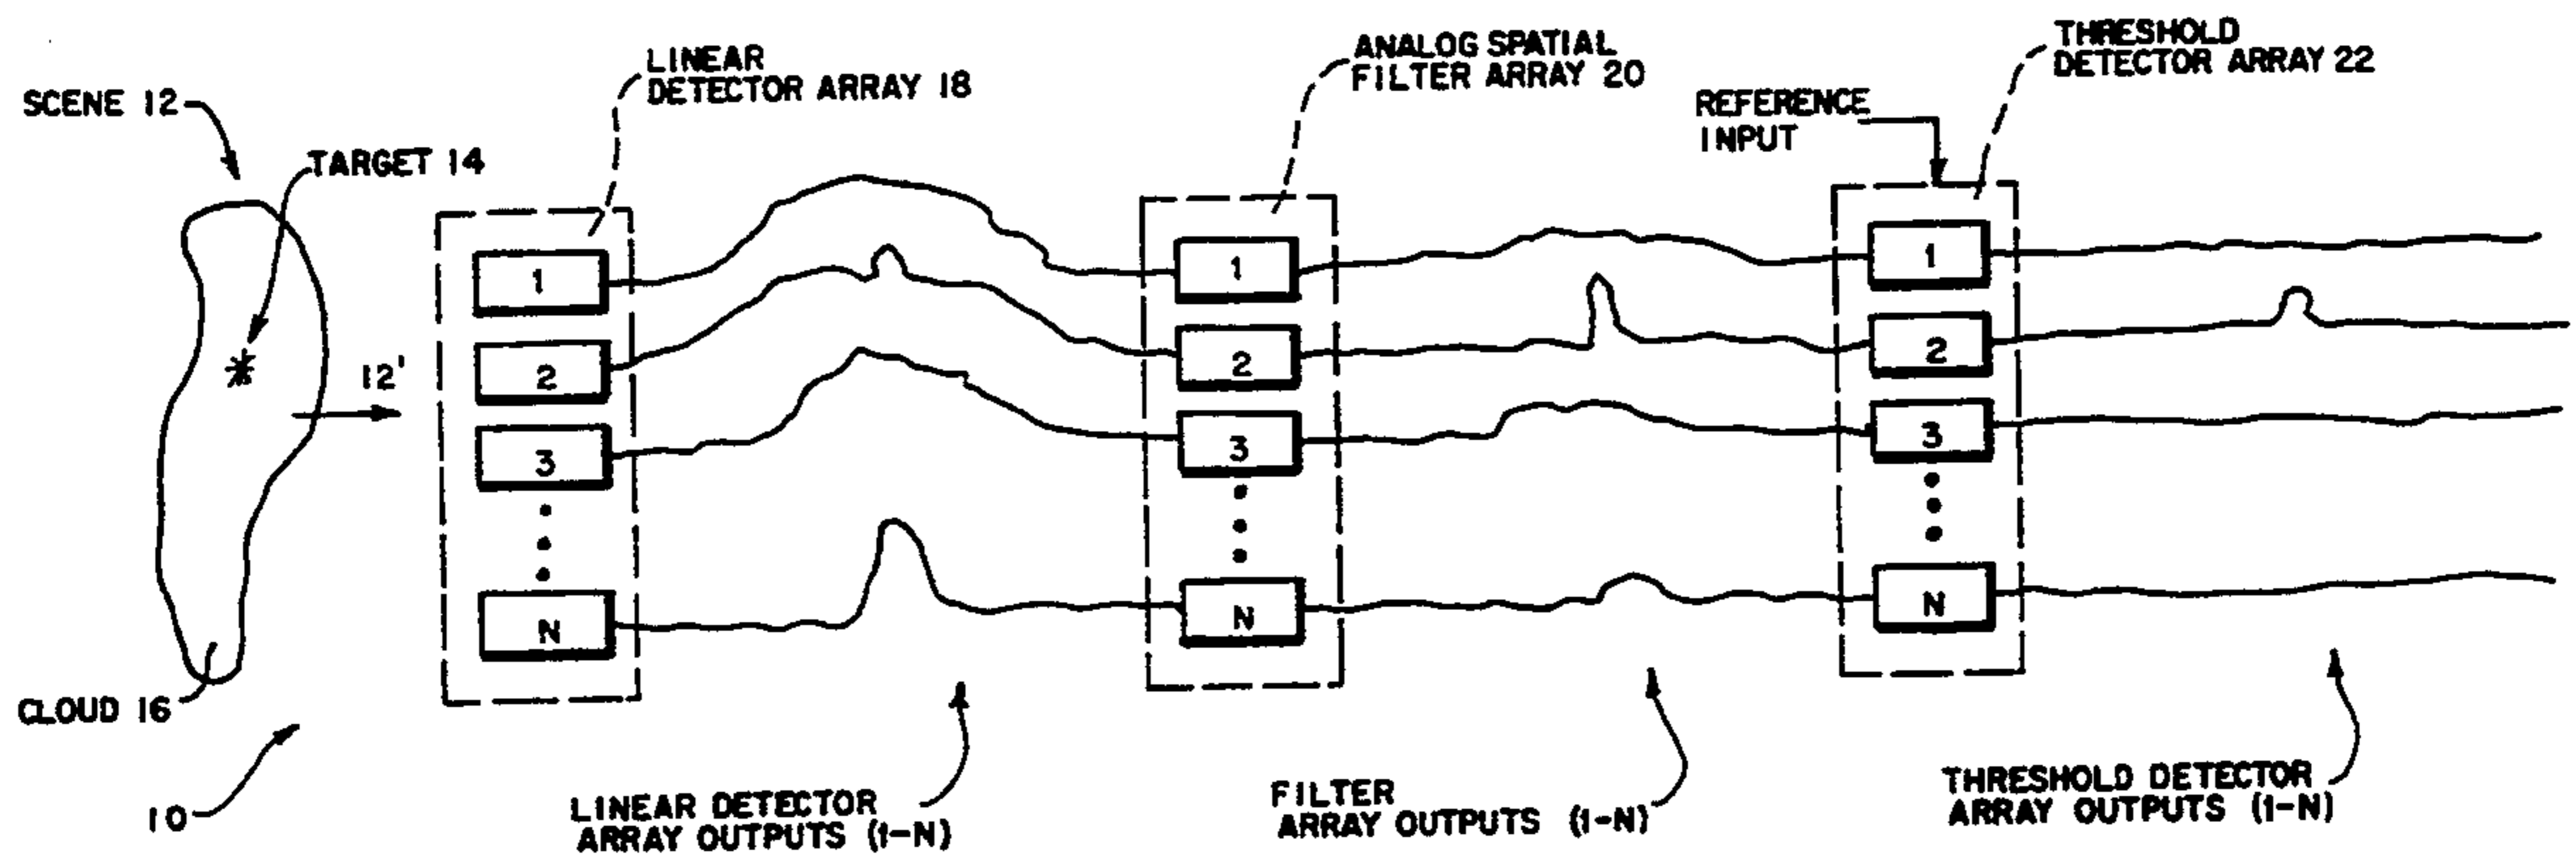 SCENE 12
TARGET 14
12'
CLOUD 16
10
LINEAR
DETECTOR ARRAY 18
1
2
3
N
LINEAR DETECTOR
ARRAY OUTPUTS (1-N)
ANALOG SPATIAL
FILTER ARRAY 20
1
2
3
N
FILTER
ARRAY OUTPUTS (1-N)
REFERENCE
INPUT
THRESHOLD
DETECTOR ARRAY 22
1
2
3
N
THRESHOLD DETECTOR
ARRAY OUTPUTS (1-N)